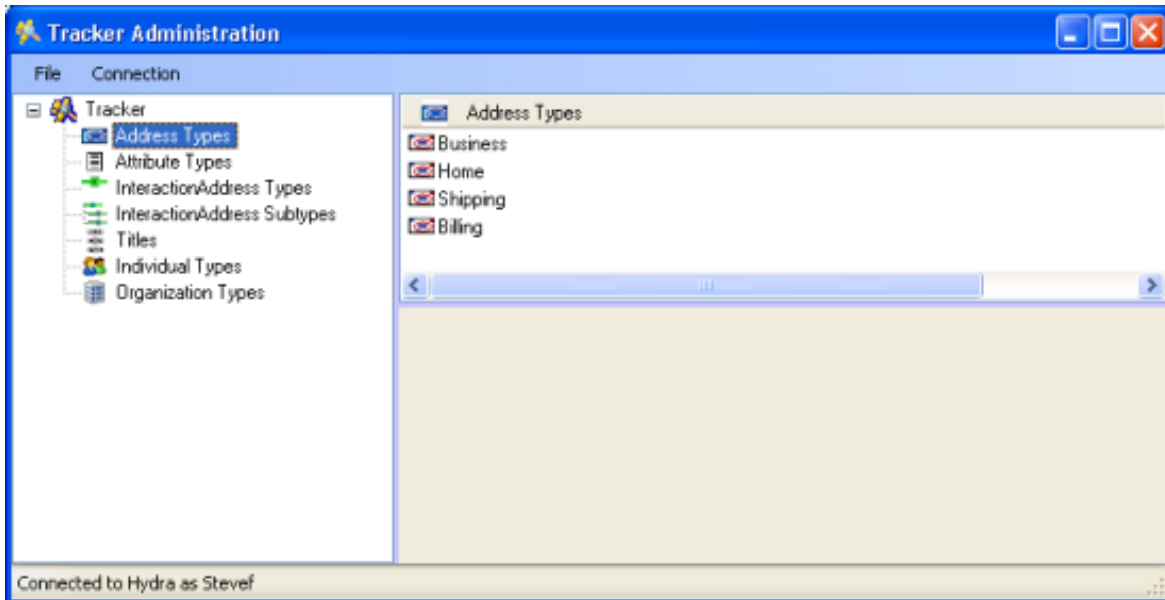 Tracker Administration
File Connection
Tracker
Address Types
Attribute Types
InteractionAddress Types
InteractionAddress Subtypes
Titles
Individual Types
Organization Types
Address Types
Business
Home
Shipping
Billing
Connected to Hydra as Stevef